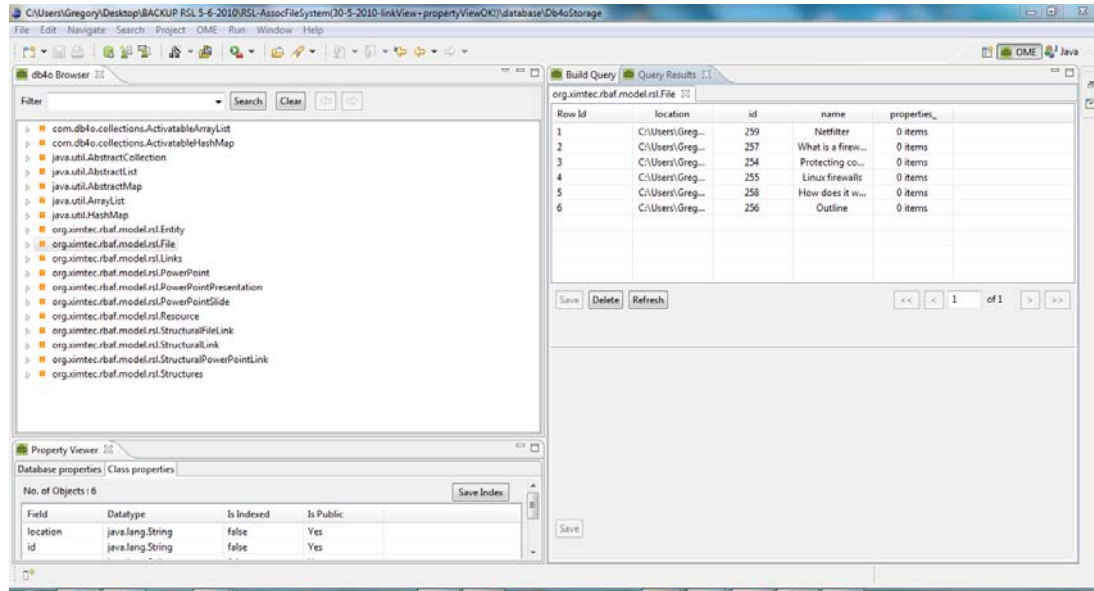 C:\Users\Gregory\Desktop\BACKUP RSL 5-6-2010\RSL-AssocFileSystem(30-5-2010-linkView+propertyViewOK!)\database\Db4oStorage
File Edit Navigate Search Project OME Run Window Help
OME Java
db4o Browser
Filter Search Clear
com.db4o.collections.ActivatableArrayList
com.db4o.collections.ActivatableHashMap
java.util.AbstractCollection
java.util.AbstractList
java.util.AbstractMap
java.util.ArrayList
java.util.HashMap
org.ximtec.rbaf.model.rsl.Entity
org.ximtec.rbaf.model.rsl.File
org.ximtec.rbaf.model.rsl.Links
org.ximtec.rbaf.model.rsl.PowerPoint
org.ximtec.rbaf.model.rsl.PowerPointPresentation
org.ximtec.rbaf.model.rsl.PowerPointSlide
org.ximtec.rbaf.model.rsl.Resource
org.ximtec.rbaf.model.rsl.StructuralFileLink
org.ximtec.rbaf.model.rsl.StructuralLink
org.ximtec.rbaf.model.rsl.StructuralPowerPointLink
org.ximtec.rbaf.model.rsl.Structures
Property Viewer
Database properties Class properties
No. of Objects : 6 Save Index
Field Datatype Is Indexed Is Public
location java.lang.String false Yes
id java.lang.String false Yes
Build Query Query Results
org.ximtec.rbaf.model.rsl.File
Row Id location id name properties_
1 C:\Users\Greg... 259 Netfilter 0 items
2 C:\Users\Greg... 257 What is a firew... 0 items
3 C:\Users\Greg... 254 Protecting co... 0 items
4 C:\Users\Greg... 255 Linux firewalls 0 items
5 C:\Users\Greg... 258 How does it w... 0 items
6 C:\Users\Greg... 256 Outline 0 items
Save Delete Refresh << < 1 of 1 > >>
Save